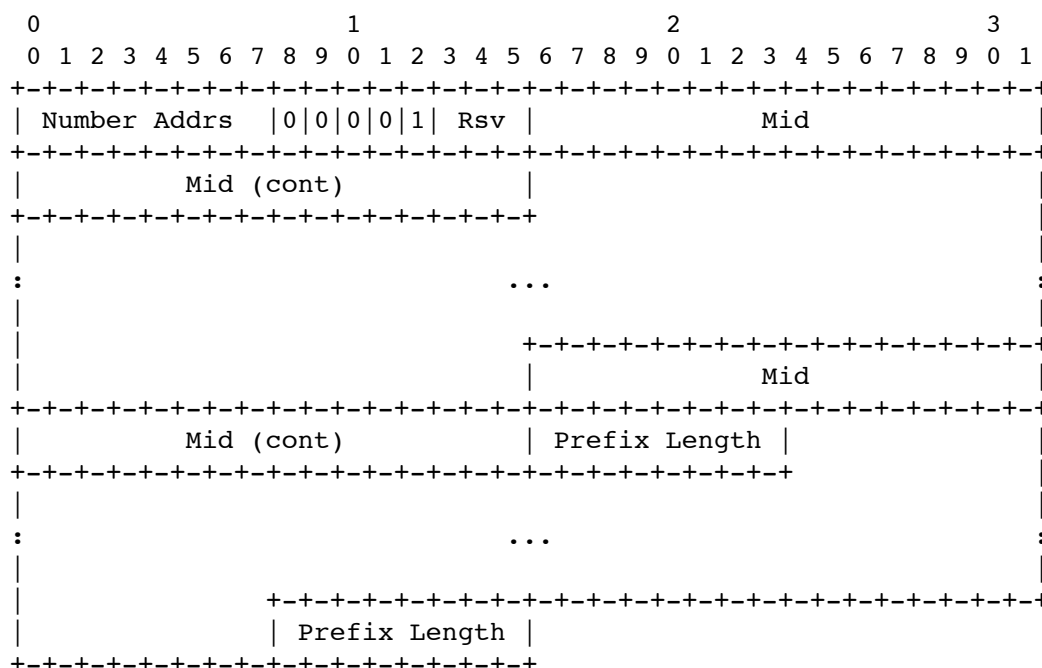 0                   1                   2                   3
 0 1 2 3 4 5 6 7 8 9 0 1 2 3 4 5 6 7 8 9 0 1 2 3 4 5 6 7 8 9 0 1
+-+-+-+-+-+-+-+-+-+-+-+-+-+-+-+-+-+-+-+-+-+-+-+-+-+-+-+-+-+-+-+-+
| Number Addrs  |0|0|0|0|1| Rsv |              Mid              |
+-+-+-+-+-+-+-+-+-+-+-+-+-+-+-+-+-+-+-+-+-+-+-+-+-+-+-+-+-+-+-+-+
|          Mid (cont)           |                               |
+-+-+-+-+-+-+-+-+-+-+-+-+-+-+-+-+                               |
|                                                               |
:                              ...                              :
|                                                               |
|                               +-+-+-+-+-+-+-+-+-+-+-+-+-+-+-+-+
|                               |              Mid              |
+-+-+-+-+-+-+-+-+-+-+-+-+-+-+-+-+-+-+-+-+-+-+-+-+-+-+-+-+-+-+-+-+
|          Mid (cont)           | Prefix Length |               |
+-+-+-+-+-+-+-+-+-+-+-+-+-+-+-+-+-+-+-+-+-+-+-+-+               |
|                                                               |
:                              ...                              :
|                                                               |
|               +-+-+-+-+-+-+-+-+-+-+-+-+-+-+-+-+-+-+-+-+-+-+-+-+
|               | Prefix Length |
+-+-+-+-+-+-+-+-+-+-+-+-+-+-+-+-+